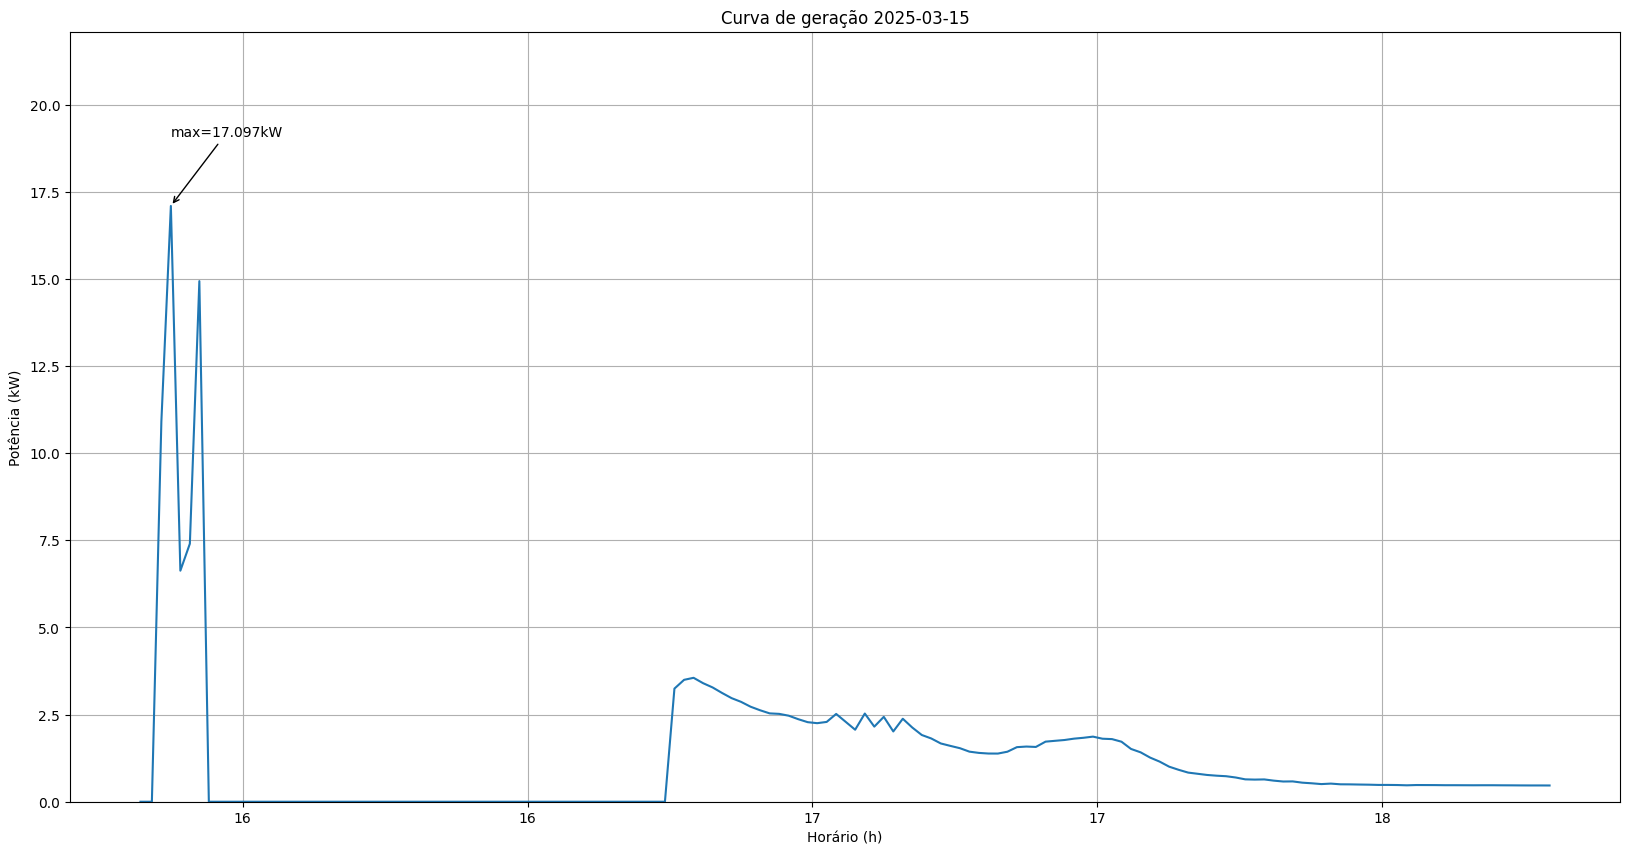 Curva de geração 2025-03-15
max=17.097kW
20.0
17.5
15.0
12.5
10.0
7.5
5.0
2.5
0.0
Potência (kW)
16 16 17 17 18
Horário (h)